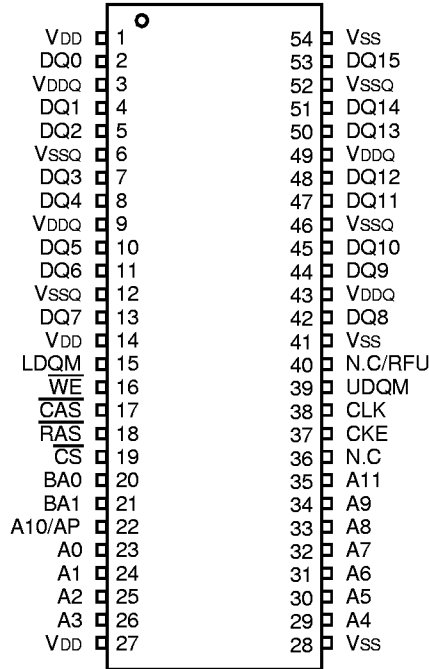 VDD 1 54 VSS
DQ0 2 53 DQ15
VDDQ 3 52 VSSQ
DQ1 4 51 DQ14
DQ2 5 50 DQ13
VSSQ 6 49 VDDQ
DQ3 7 48 DQ12
DQ4 8 47 DQ11
VDDQ 9 46 VSSQ
DQ5 10 45 DQ10
DQ6 11 44 DQ9
VSSQ 12 43 VDDQ
DQ7 13 42 DQ8
VDD 14 41 VSS
LDQM 15 40 N.C/RFU
WE 16 39 UDQM
CAS 17 38 CLK
RAS 18 37 CKE
CS 19 36 N.C
BA0 20 35 A11
BA1 21 34 A9
A10/AP 22 33 A8
A0 23 32 A7
A1 24 31 A6
A2 25 30 A5
A3 26 29 A4
VDD 27 28 VSS